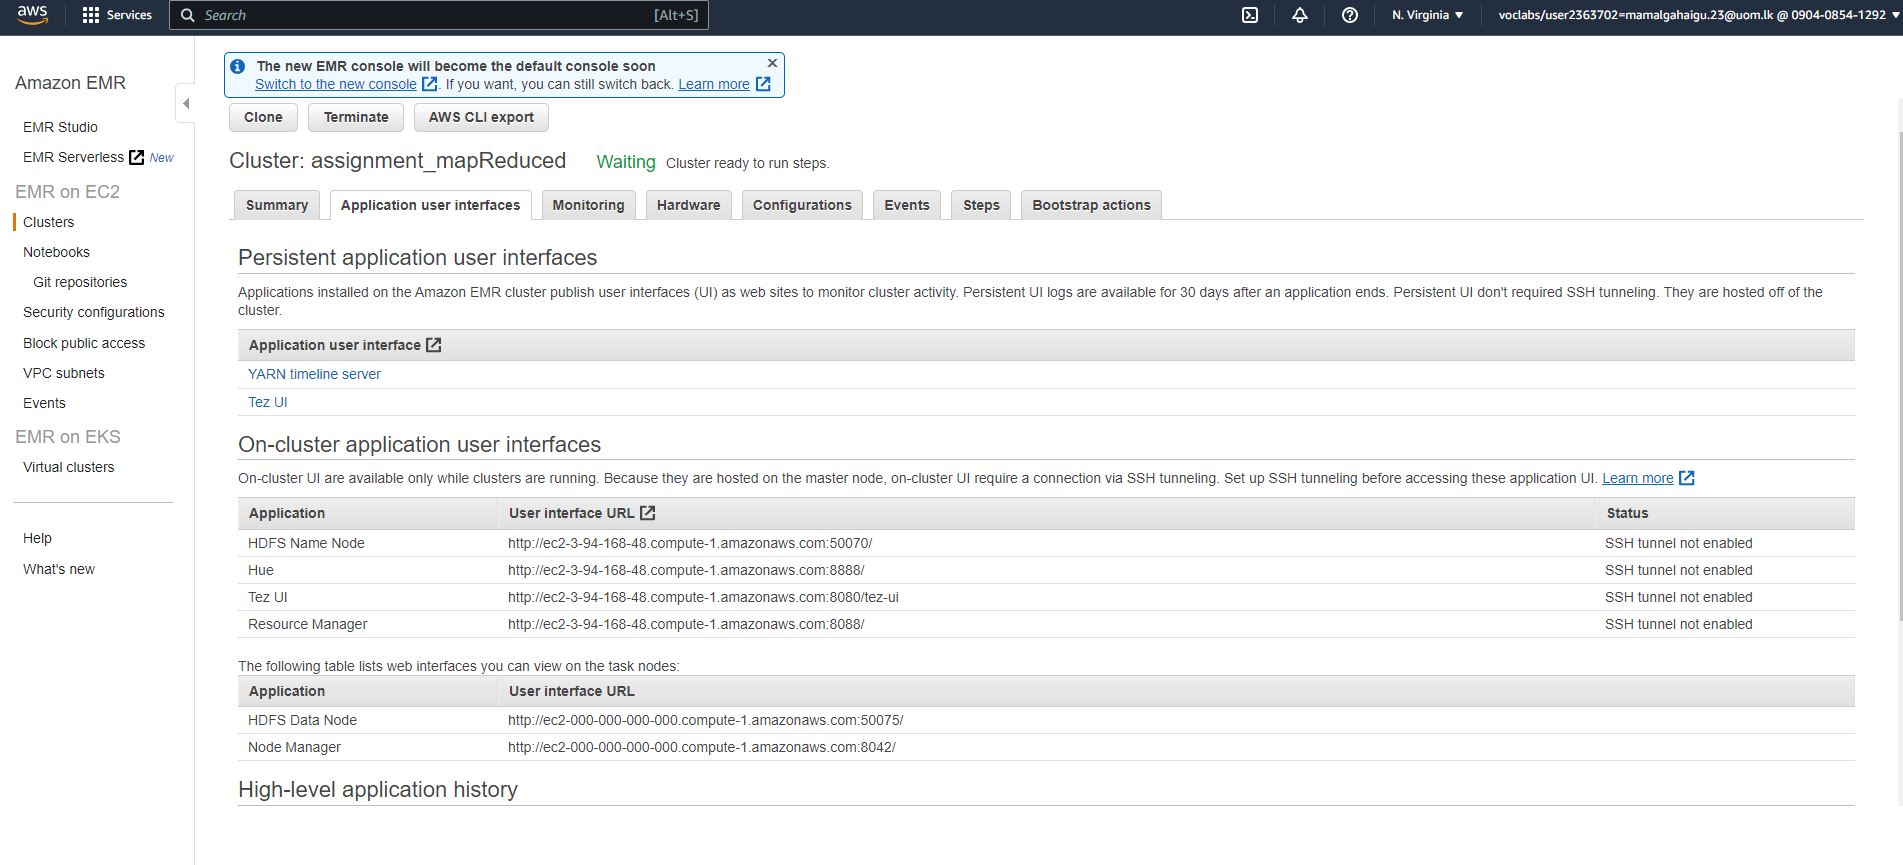 aws
Services
Search
[Alt+S]
N. Virginia
voclabs/user2363702=mamalgahaigu.23@uom.lk @ 0904-0854-1292
Amazon EMR
EMR Studio
EMR Serverless New
EMR on EC2
Clusters
Notebooks
Git repositories
Security configurations
Block public access
VPC subnets
Events
EMR on EKS
Virtual clusters
Help
What's new
The new EMR console will become the default console soon
Switch to the new console . If you want, you can still switch back. Learn more
Clone Terminate AWS CLI export
Cluster: assignment_mapReduced Waiting Cluster ready to run steps.
Summary Application user interfaces Monitoring Hardware Configurations Events Steps Bootstrap actions
Persistent application user interfaces
Applications installed on the Amazon EMR cluster publish user interfaces (UI) as web sites to monitor cluster activity. Persistent UI logs are available for 30 days after an application ends. Persistent UI don't required SSH tunneling. They are hosted off of the
cluster.
Application user interface
YARN timeline server
Tez UI
On-cluster application user interfaces
On-cluster UI are available only while clusters are running. Because they are hosted on the master node, on-cluster UI require a connection via SSH tunneling. Set up SSH tunneling before accessing these application UI. Learn more
Application User interface URL Status
HDFS Name Node http://ec2-3-94-168-48.compute-1.amazonaws.com:50070/ SSH tunnel not enabled
Hue http://ec2-3-94-168-48.compute-1.amazonaws.com:8888/ SSH tunnel not enabled
Tez UI http://ec2-3-94-168-48.compute-1.amazonaws.com:8080/tez-ui SSH tunnel not enabled
Resource Manager http://ec2-3-94-168-48.compute-1.amazonaws.com:8088/ SSH tunnel not enabled
The following table lists web interfaces you can view on the task nodes:
Application User interface URL
HDFS Data Node http://ec2-000-000-000-000.compute-1.amazonaws.com:50075/
Node Manager http://ec2-000-000-000-000.compute-1.amazonaws.com:8042/
High-level application history